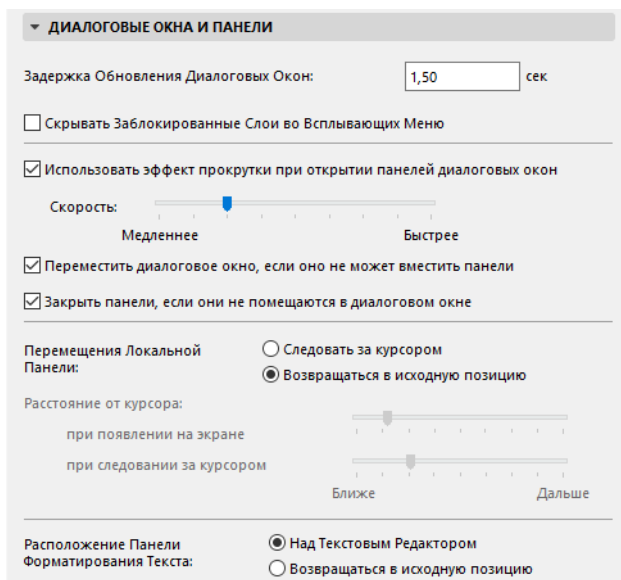 ДИАЛОГОВЫЕ ОКНА И ПАНЕЛИ
Задержка Обновления Диалоговых Окон: 1,50 сек
Скрывать Заблокированные Слои во Всплывающих Меню
Использовать эффект прокрутки при открытии панелей диалоговых окон
Скорость:
Медленнее Быстрее
Переместить диалоговое окно, если оно не может вместить панели
Закрыть панели, если они не помещаются в диалоговом окне
Перемещения Локальной Панели:
Следовать за курсором
Возвращаться в исходную позицию
Расстояние от курсора:
при появлении на экране
при следовании за курсором
Ближе Дальше
Расположение Панели Форматирования Текста:
Над Текстовым Редактором
Возвращаться в исходную позицию